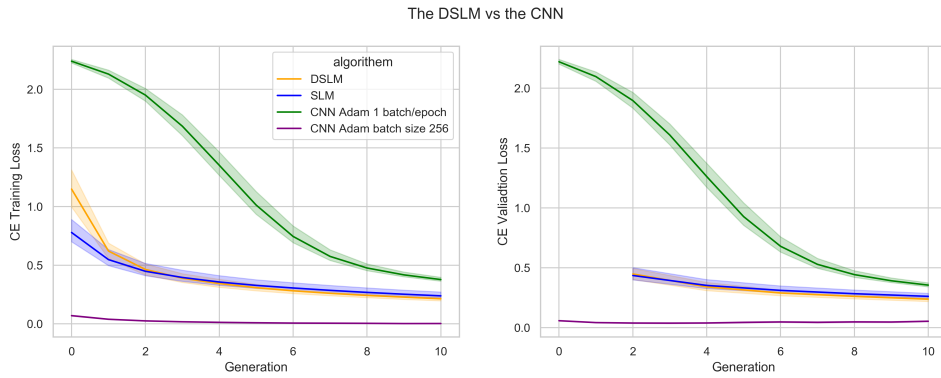 The DSLM vs the CNN
CE Training Loss
2.0
1.5
1.0
0.5
0.0
0
2
4
6
8
10
Generation
algorithem
DSLM
SLM
CNN Adam 1 batch/epoch
CNN Adam batch size 256
CE Valiadtion Loss
2.0
1.5
1.0
0.5
0.0
0
2
4
6
8
10
Generation